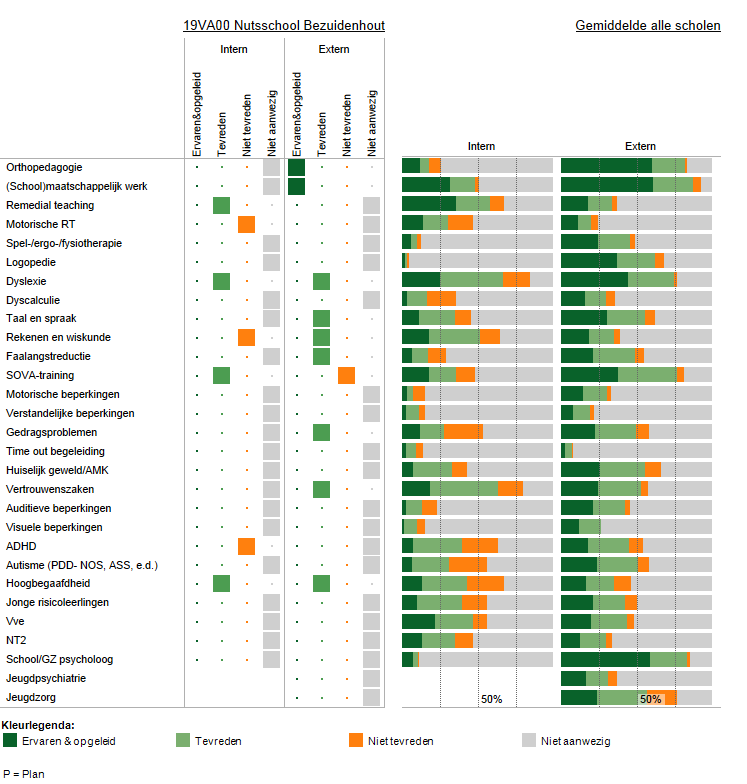 19VA00 Nutsschool Bezuidenhout
Gemiddelde alle scholen
Intern
Extern
Ervaren&opgeleid
Tevreden
Niet tevreden
Niet aanwezig
Ervaren&opgeleid
Tevreden
Niet tevreden
Niet aanwezig
Intern
Extern
Orthopedagogie
(School)maatschappelijk werk
Remedial teaching
Motorische RT
Spel-/ergo-/fysiotherapie
Logopedie
Dyslexie
Dyscalculie
Taal en spraak
Rekenen en wiskunde
Faalangstreductie
SOVA-training
Motorische beperkingen
Verstandelijke beperkingen
Gedragsproblemen
Time out begeleiding
Huiselijk geweld/AMK
Vertrouwenszaken
Auditieve beperkingen
Visuele beperkingen
ADHD
Autisme (PDD- NOS, ASS, e.d.)
Hoogbegaafdheid
Jonge risicoleerlingen
Vve
NT2
School/GZ psycholoog
Jeugdpsychiatrie
Jeugdzorg
50%
50%
Kleurlegenda:
Ervaren & opgeleid
Tevreden
Niet tevreden
Niet aanwezig
P = Plan